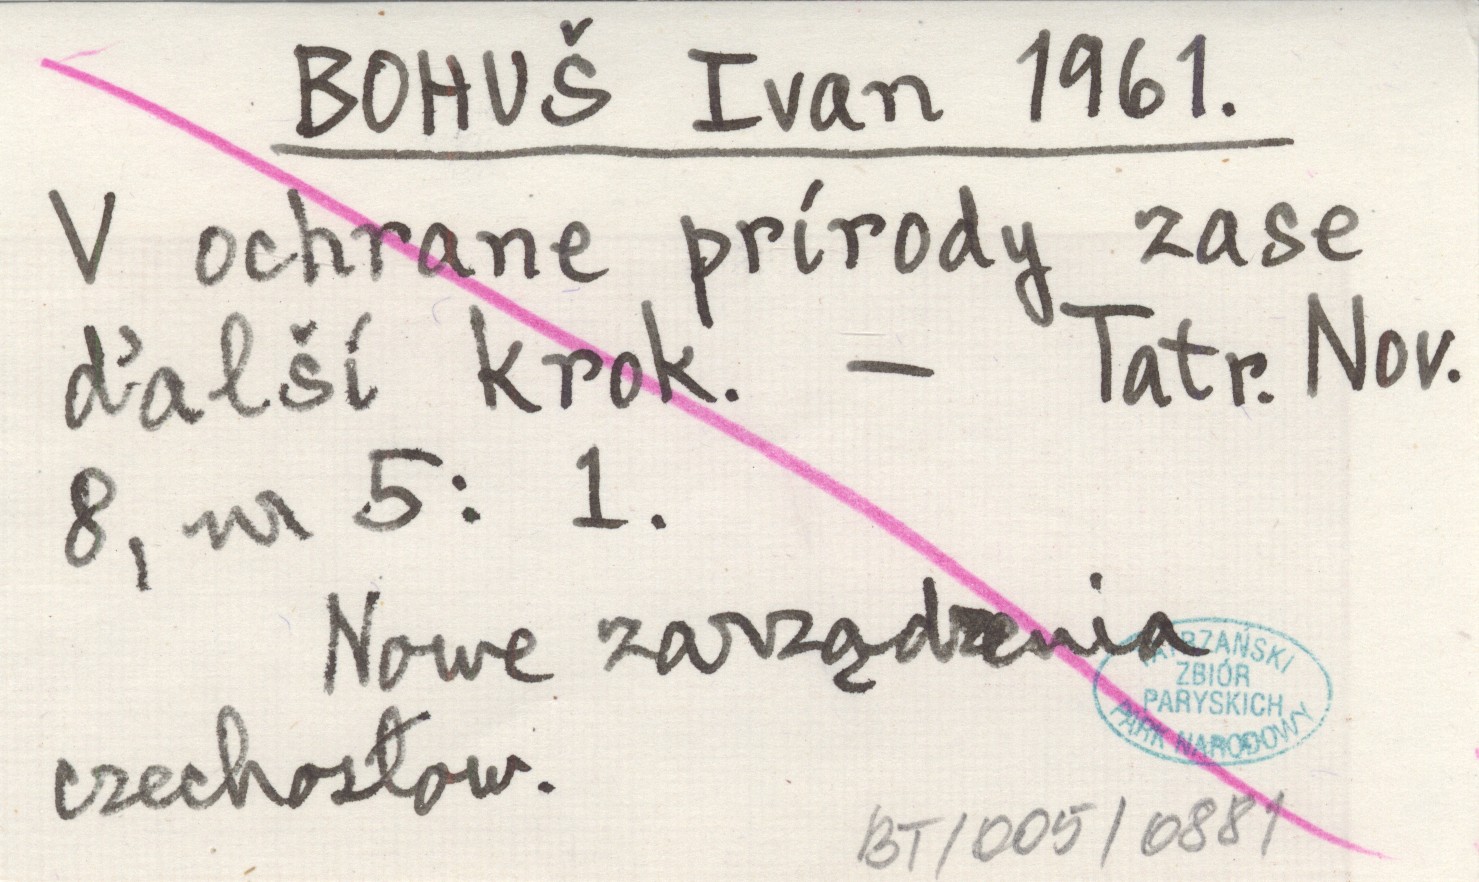 BOHUŠ Ivan 1961.
V ochrane prírody zase
ďalší krok. — Tatr. Nov.
8, nr 5: 1.
Nowe zarządzenia
czechosłow.
TATRZAŃSKI
ZBIÓR
PARYSKICH
PARK NARODOWY
BT/005/0881